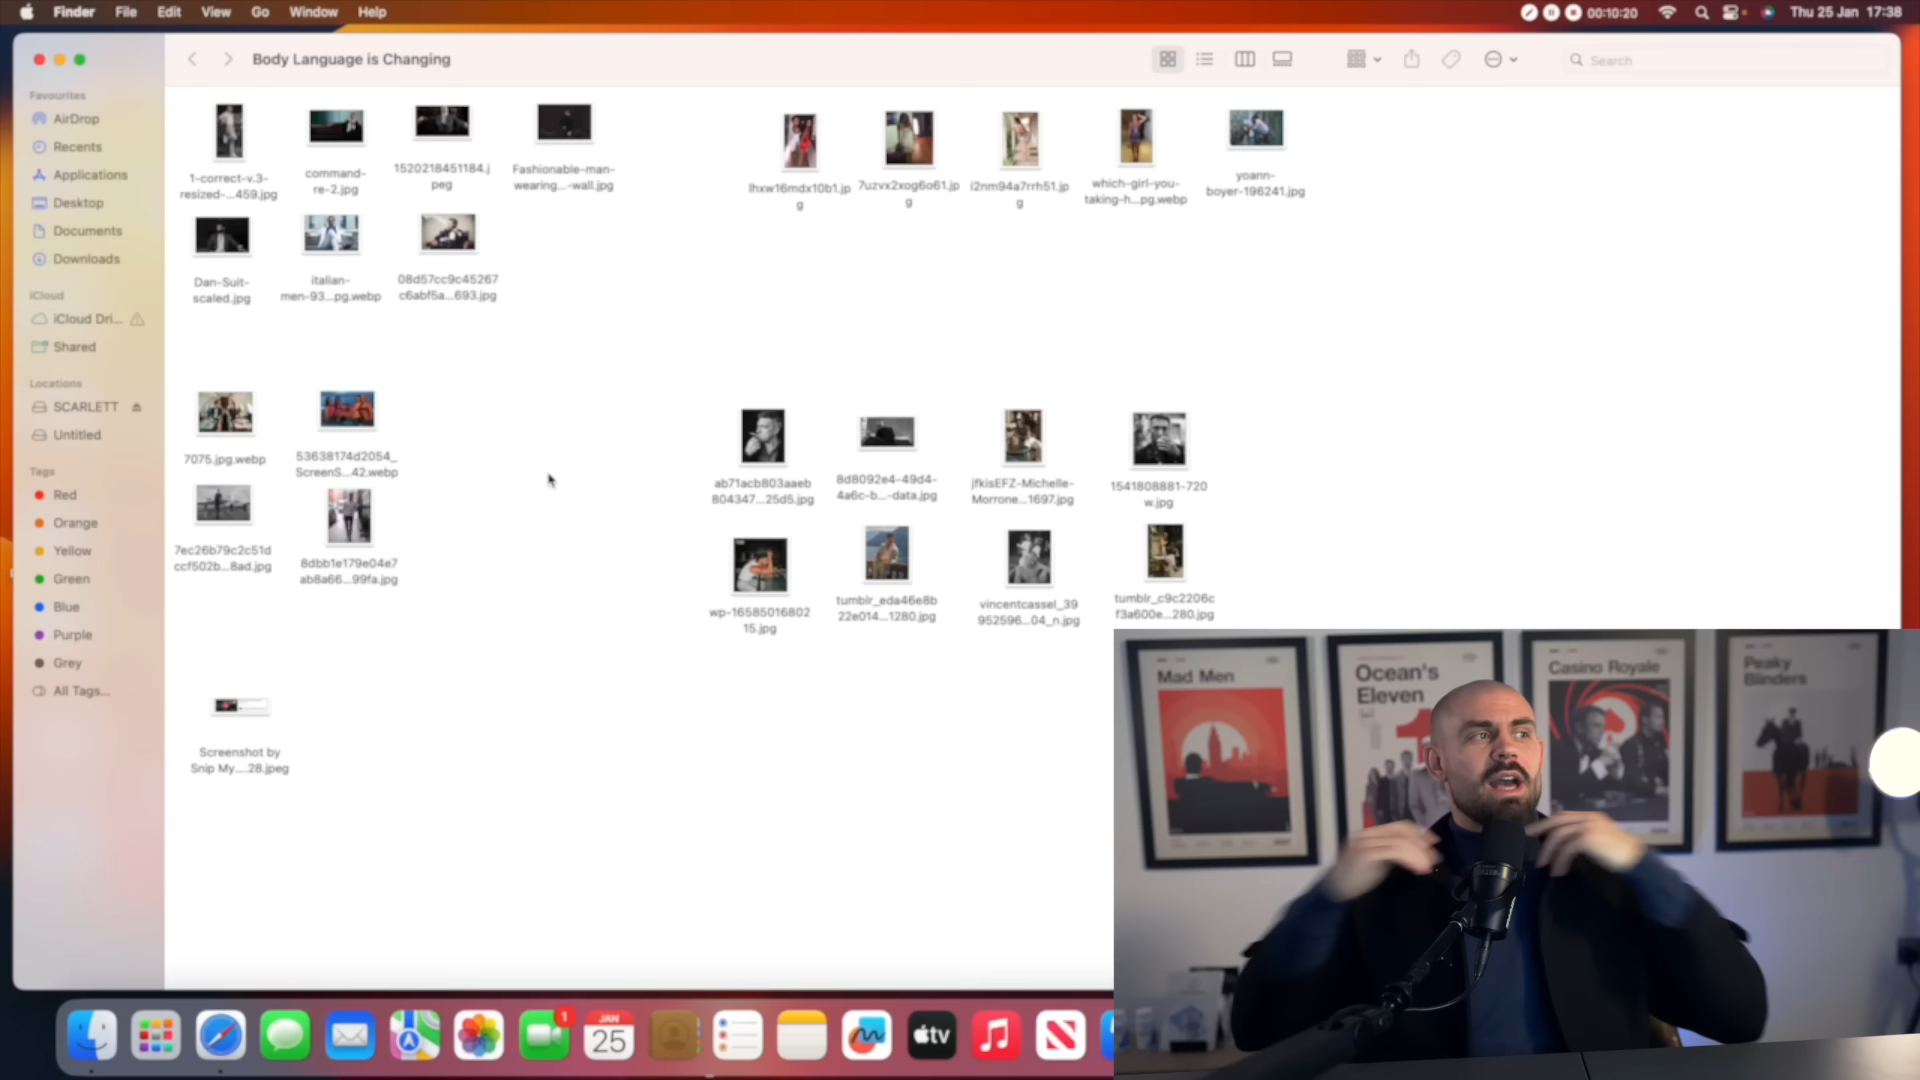 Finder File Edit View Go Window Help
00:10:20 Thu 25 Jan 17:38
Body Language is Changing
Search
Favourites
AirDrop
Recents
Applications
Desktop
Documents
Downloads
iCloud
iCloud Dri...
Shared
Locations
SCARLETT
Untitled
Tags
Red
Orange
Yellow
Green
Blue
Purple
Grey
All Tags...
1-correct-v.3-
resized-...459.jpg
command-
re-2.jpg
1520218451184.j
peg
Fashionable-man-
wearing...-wall.jpg
lhxw16mdx10b1.jp
g
7uzvx2xog6o61.jp
g
i2nm94a7rrh51.jp
g
which-girl-you-
taking-h...pg.webp
yoann-
boyer-196241.jpg
Dan-Suit-
scaled.jpg
italian-
men-93...pg.webp
08d57cc9c45267
c6abf5a...693.jpg
7075.jpg.webp
53638174d2054_
ScreenS...42.webp
ab71acb803aaeb
804347...25d5.jpg
8d8092e4-49d4-
4a6c-b...-data.jpg
jfkisEFZ-Michelle-
Morrone...1697.jpg
1541808881-720
w.jpg
7ec26b79c2c51d
ccf502b...8ad.jpg
8dbb1e179e04e7
ab8a66...99fa.jpg
wp-16585016802
15.jpg
tumblr_eda46e8b
22e014...1280.jpg
vincentcassel_39
952596...04_n.jpg
tumblr_c9c2206c
f3a600e...280.jpg
Screenshot by
Snip My....28.jpeg
Mad Men
Ocean's
Eleven
Casino Royale
Peaky
Blinders
1
JAN
25
tv